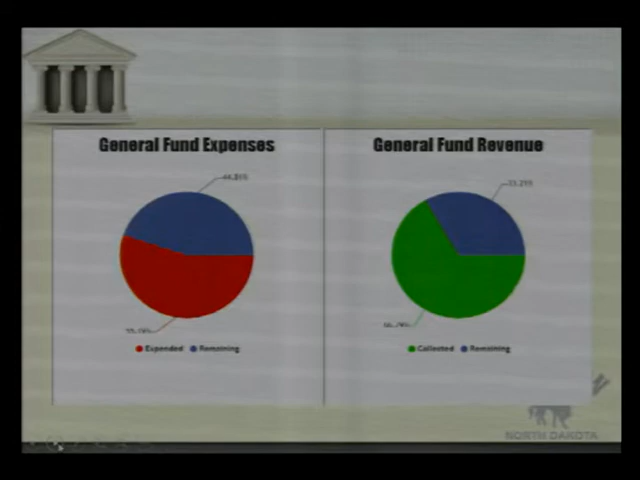 General Fund Expenses
General Fund Revenue
Expended Remaining
Collected Remaining
NORTH DAKOTA